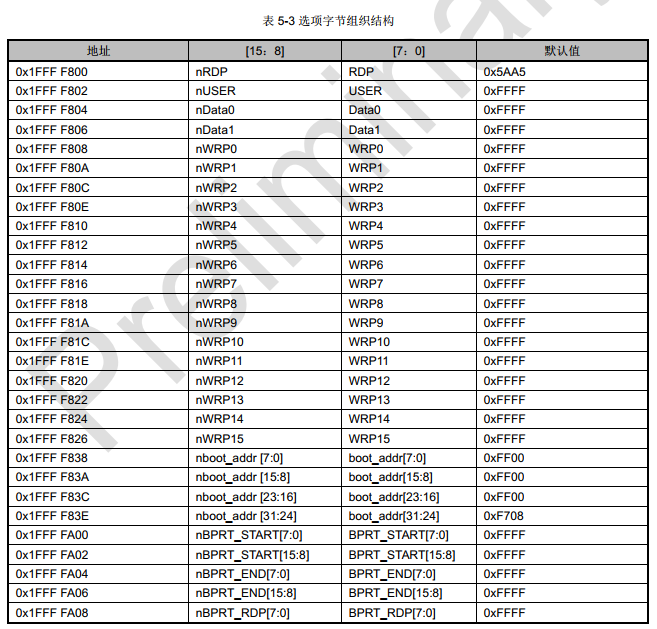 表 5-3 选项字节组织结构
地址 [15：8] [7：0] 默认值
0x1FFF F800 nRDP RDP 0x5AA5
0x1FFF F802 nUSER USER 0xFFFF
0x1FFF F804 nData0 Data0 0xFFFF
0x1FFF F806 nData1 Data1 0xFFFF
0x1FFF F808 nWRP0 WRP0 0xFFFF
0x1FFF F80A nWRP1 WRP1 0xFFFF
0x1FFF F80C nWRP2 WRP2 0xFFFF
0x1FFF F80E nWRP3 WRP3 0xFFFF
0x1FFF F810 nWRP4 WRP4 0xFFFF
0x1FFF F812 nWRP5 WRP5 0xFFFF
0x1FFF F814 nWRP6 WRP6 0xFFFF
0x1FFF F816 nWRP7 WRP7 0xFFFF
0x1FFF F818 nWRP8 WRP8 0xFFFF
0x1FFF F81A nWRP9 WRP9 0xFFFF
0x1FFF F81C nWRP10 WRP10 0xFFFF
0x1FFF F81E nWRP11 WRP11 0xFFFF
0x1FFF F820 nWRP12 WRP12 0xFFFF
0x1FFF F822 nWRP13 WRP13 0xFFFF
0x1FFF F824 nWRP14 WRP14 0xFFFF
0x1FFF F826 nWRP15 WRP15 0xFFFF
0x1FFF F838 nboot_addr [7:0] boot_addr[7:0] 0xFF00
0x1FFF F83A nboot_addr [15:8] boot_addr[15:8] 0xFF00
0x1FFF F83C nboot_addr [23:16] boot_addr[23:16] 0xFF00
0x1FFF F83E nboot_addr [31:24] boot_addr[31:24] 0xF708
0x1FFF FA00 nBPRT_START[7:0] BPRT_START[7:0] 0xFFFF
0x1FFF FA02 nBPRT_START[15:8] BPRT_START[15:8] 0xFFFF
0x1FFF FA04 nBPRT_END[7:0] BPRT_END[7:0] 0xFFFF
0x1FFF FA06 nBPRT_END[15:8] BPRT_END[15:8] 0xFFFF
0x1FFF FA08 nBPRT_RDP[7:0] BPRT_RDP[7:0] 0xFFFF
Preliminar